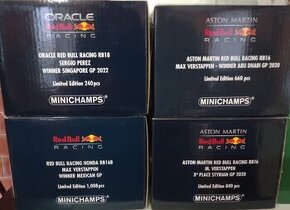 ORACLE
Red Bull
RACING
ORACLE RED BULL RACING RB18
SERGIO PEREZ
WINNER SINGAPORE GP 2022
Limited Edition 240 pcs
MINICHAMPS®
ASTON MARTIN
Red Bull
RACING
ASTON MARTIN RED BULL RACING RB16
MAX VERSTAPPEN - WINNER ABU DHABI GP 2020
Limited Edition 660 pcs
MINICHAMPS®
Red Bull
RACING
RED BULL RACING HONDA RB16B
MAX VERSTAPPEN
WINNER MEXICAN GP
Limited Edition 1,008 pcs
MINICHAMPS®
ASTON MARTIN
Red Bull
RACING
ASTON MARTIN RED BULL RACING RB16
M. VERSTAPPEN
3rd PLACE STYRIAN GP 2020
Limited Edition 840 pcs
MINICHAMPS®